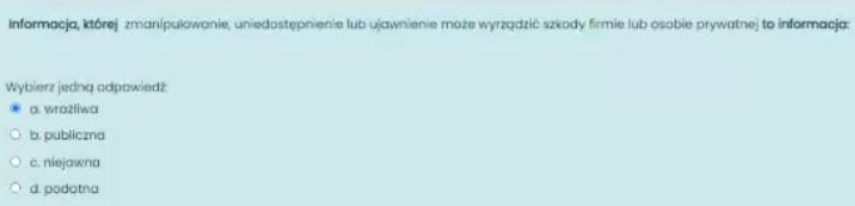 Informacja, której zmanipulowanie, uniedostępnienie lub ujawnienie może wyrządzić szkody firmie lub osobie prywatnej to informacja:
Wybierz jedną odpowiedź:
a. wrażliwa
b. publiczna
c. niejawna
d. podatna